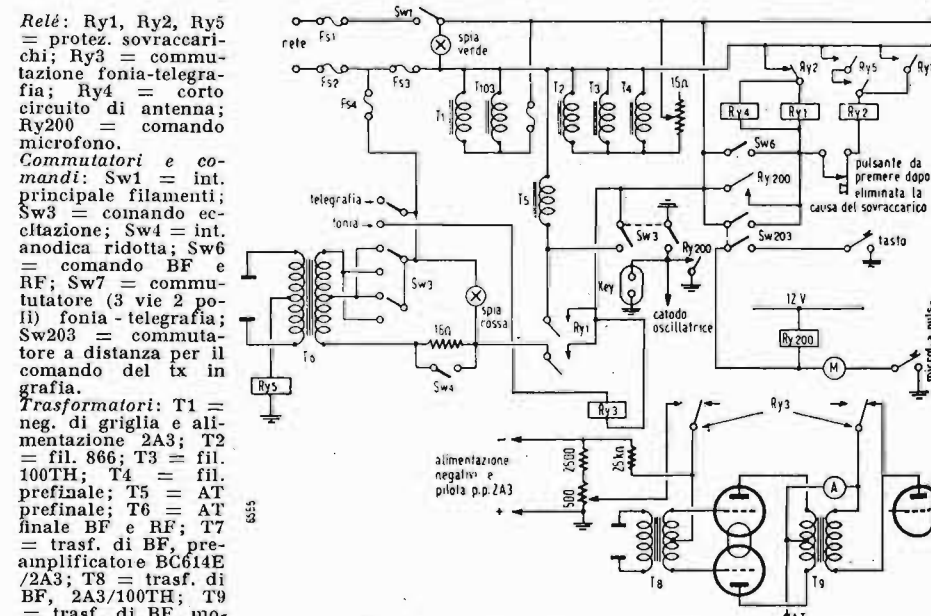 Relé: Ry1, Ry2, Ry5
= protez. sovraccari-
chi; Ry3 = commu-
tazione fonia-telegra-
fia; Ry4 = corto
circuito di antenna;
Ry200 = comando
microfono.
Commutatori e co-
mandi: Sw1 = int.
principale filamenti;
Sw3 = comando ec-
citazione; Sw4 = int.
anodica ridotta; Sw6
= comando BF e
RF; Sw7 = commu-
tutatore (3 vie 2 po-
li) fonia - telegrafia;
Sw203 = commuta-
tore a distanza per il
comando del tx in
grafia.
Trasformatori: T1 =
neg. di griglia e ali-
mentazione 2A3; T2
= fil. 866; T3 = fil.
100TH; T4 = fil.
prefinale; T5 = AT
prefinale; T6 = AT
finale BF e RF; T7
= trasf. di BF, pre-
amplificatore BC614E
/2A3; T8 = trasf. di
BF, 2A3/100TH; T9
= trasf. di BF, mo-
6555
rete
Fs1
Sw1
spia
verde
Fs2
Fs3
Fs4
T1
T103
T2
T3
T4
15Ω
Ry2
Ry5
Ry4
Ry1
Ry2
Sw6
pulsante da
premere dopo
eliminata la
causa del sovraccarico
Ry200
telegrafia
fonia
T5
Sw3
Ry200
Sw203
tasto
Sw3
spia
rossa
Key
catodo
oscillatrice
Ry1
12 V
Ry200
M
T6
16Ω
Sw4
Ry5
Ry3
Ry3
alimentazione
negativi e
pilota p.p. 2A3
2500
500
25kΩ
A
T8
T9